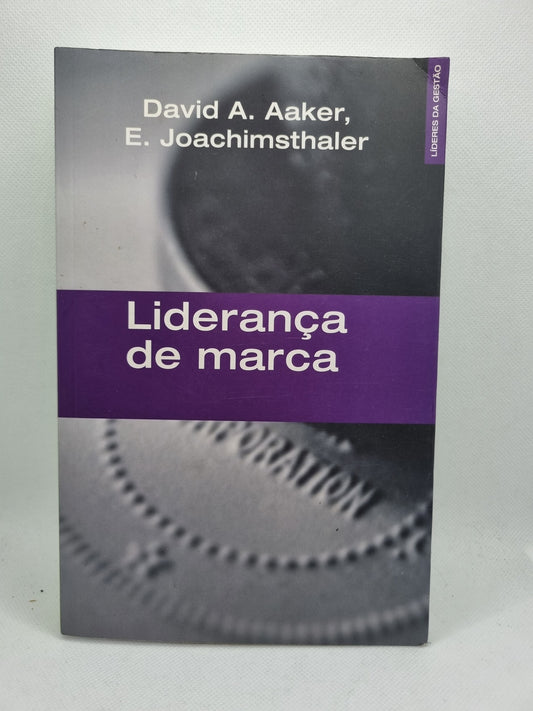 LÍDERES DA GESTÃO
David A. Aaker,
E. Joachimsthaler
Liderança
de marca
PORATION